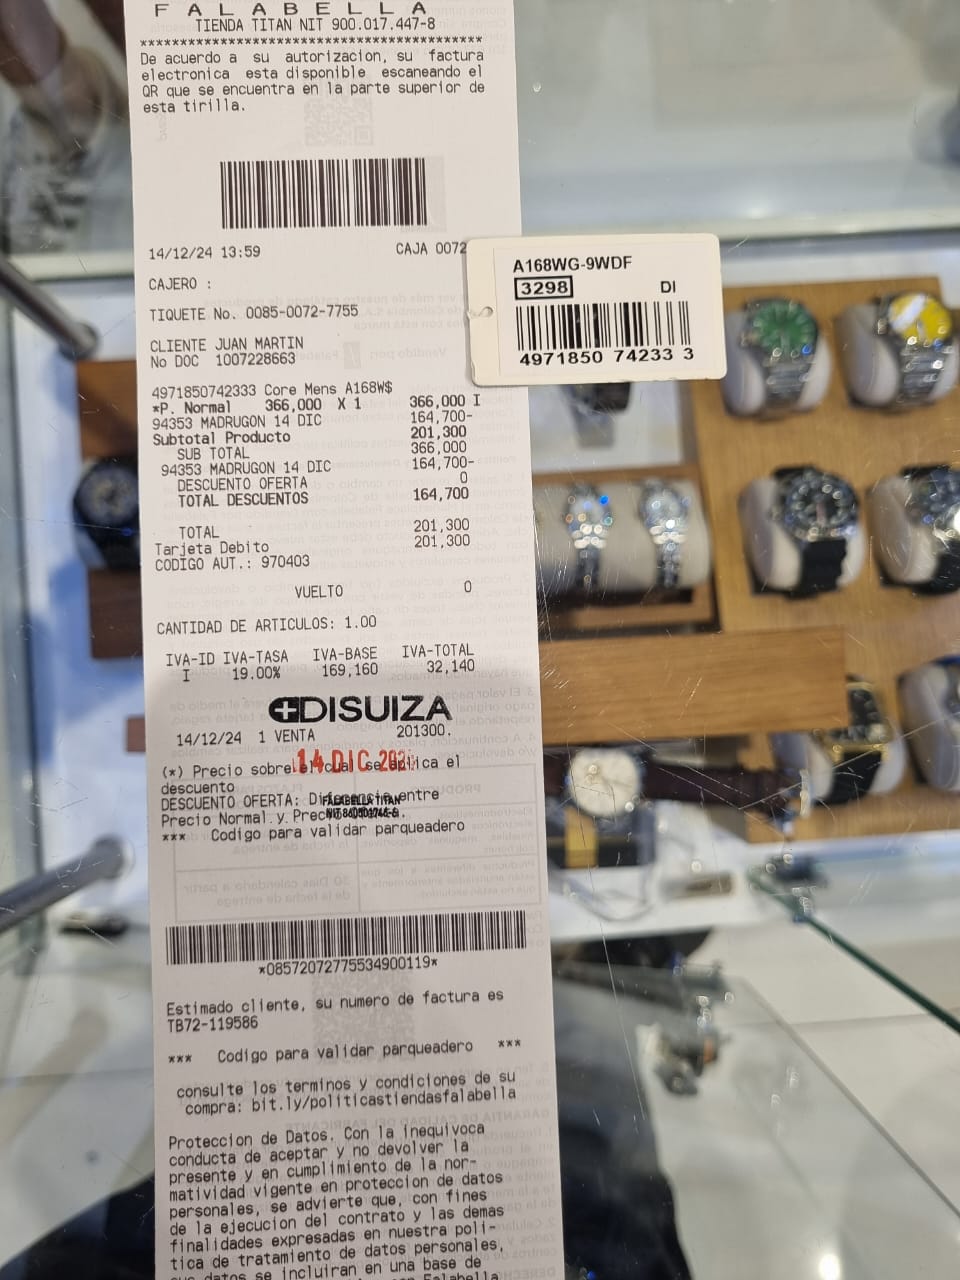 FALABELLA
TIENDA TITAN NIT 900.017.447-8
******************************************
De acuerdo a su autorizacion, su factura
electronica esta disponible escaneando el
QR que se encuentra en la parte superior de
esta tirilla.
14/12/24 13:59 CAJA 0072
CAJERO :
TIQUETE No. 0085-0072-7755
CLIENTE JUAN MARTIN
No DOC 1007228663
4971850742333 Core Mens A168W$
*P. Normal 366,000 X 1 366,000 I
94353 MADRUGON 14 DIC 164,700-
Subtotal Producto 201,300
SUB TOTAL 366,000
94353 MADRUGON 14 DIC 164,700-
DESCUENTO OFERTA 0
TOTAL DESCUENTOS 164,700
TOTAL 201,300
Tarjeta Debito 201,300
CODIGO AUT.: 970403
VUELTO 0
CANTIDAD DE ARTICULOS: 1.00
IVA-ID IVA-TASA IVA-BASE IVA-TOTAL
I 19.00% 169,160 32,140
DISUIZA
14/12/24 1 VENTA 201300.
14 DIC
(*) Precio sobre el cual se aplica el
descuento
DESCUENTO OFERTA: Diferencia entre
FALABELLA TITAN
Precio Normal y
*** Codigo para validar parqueadero
*08572072775534900119*
Estimado cliente, su numero de factura es
TB72-119586
*** Codigo para validar parqueadero ***
consulte los terminos y condiciones de su
compra: bit.ly/politicastiendasfalabella
Proteccion de Datos. Con la inequivoca
conducta de aceptar y no devolver la
presente y en cumplimiento de la nor-
matividad vigente en proteccion de datos
personales, se advierte que, con fines
de la ejecucion del contrato y las demas
finalidades expresadas en nuestra poli-
tica de tratamiento de datos personales,
sus datos se incluiran en una base de
Falabella
A168WG-9WDF
3298 DI
4971850 74233 3